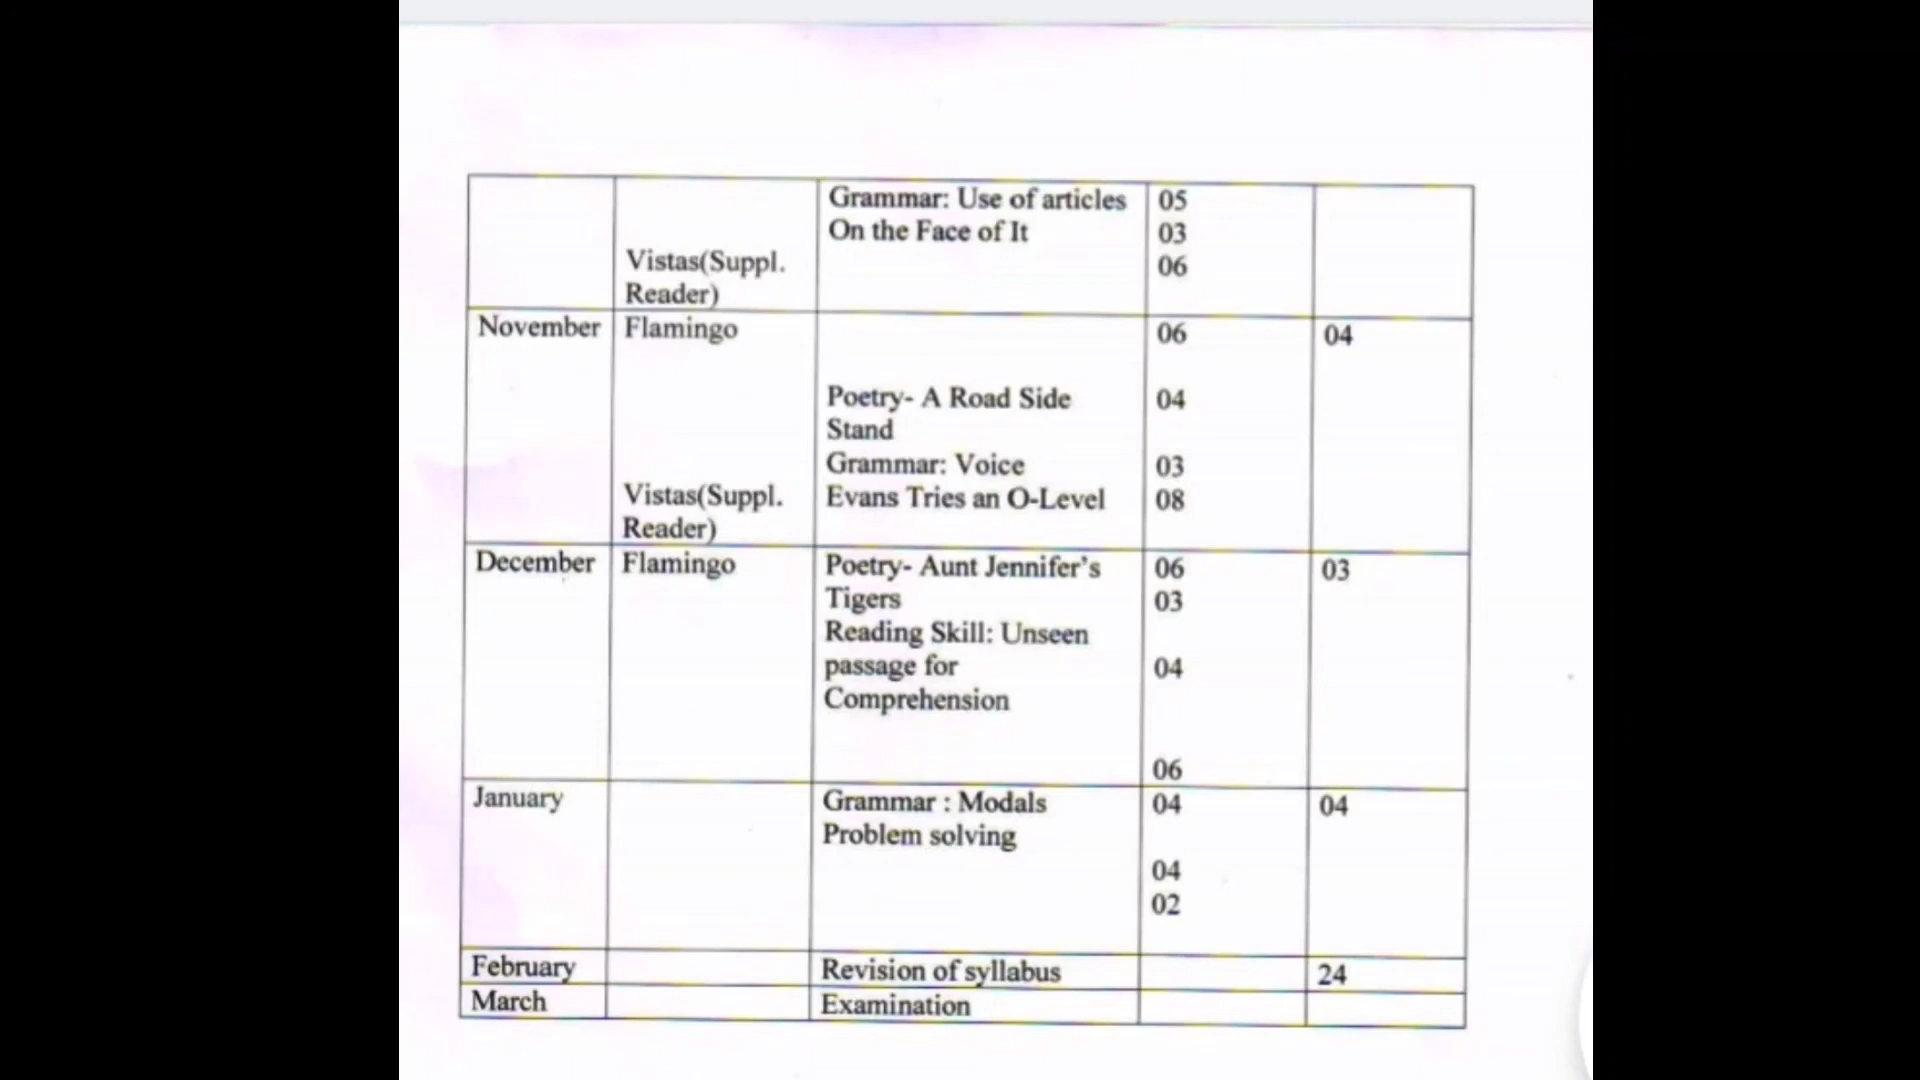 Grammar: Use of articles 05
On the Face of It 03
Vistas(Suppl. 06
Reader)
November Flamingo 06 04
Poetry- A Road Side 04
Stand
Grammar: Voice 03
Vistas(Suppl. Evans Tries an O-Level 08
Reader)
December Flamingo Poetry- Aunt Jennifer's 06 03
Tigers 03
Reading Skill: Unseen
passage for 04
Comprehension
06
January Grammar : Modals 04 04
Problem solving
04
02
February Revision of syllabus 24
March Examination